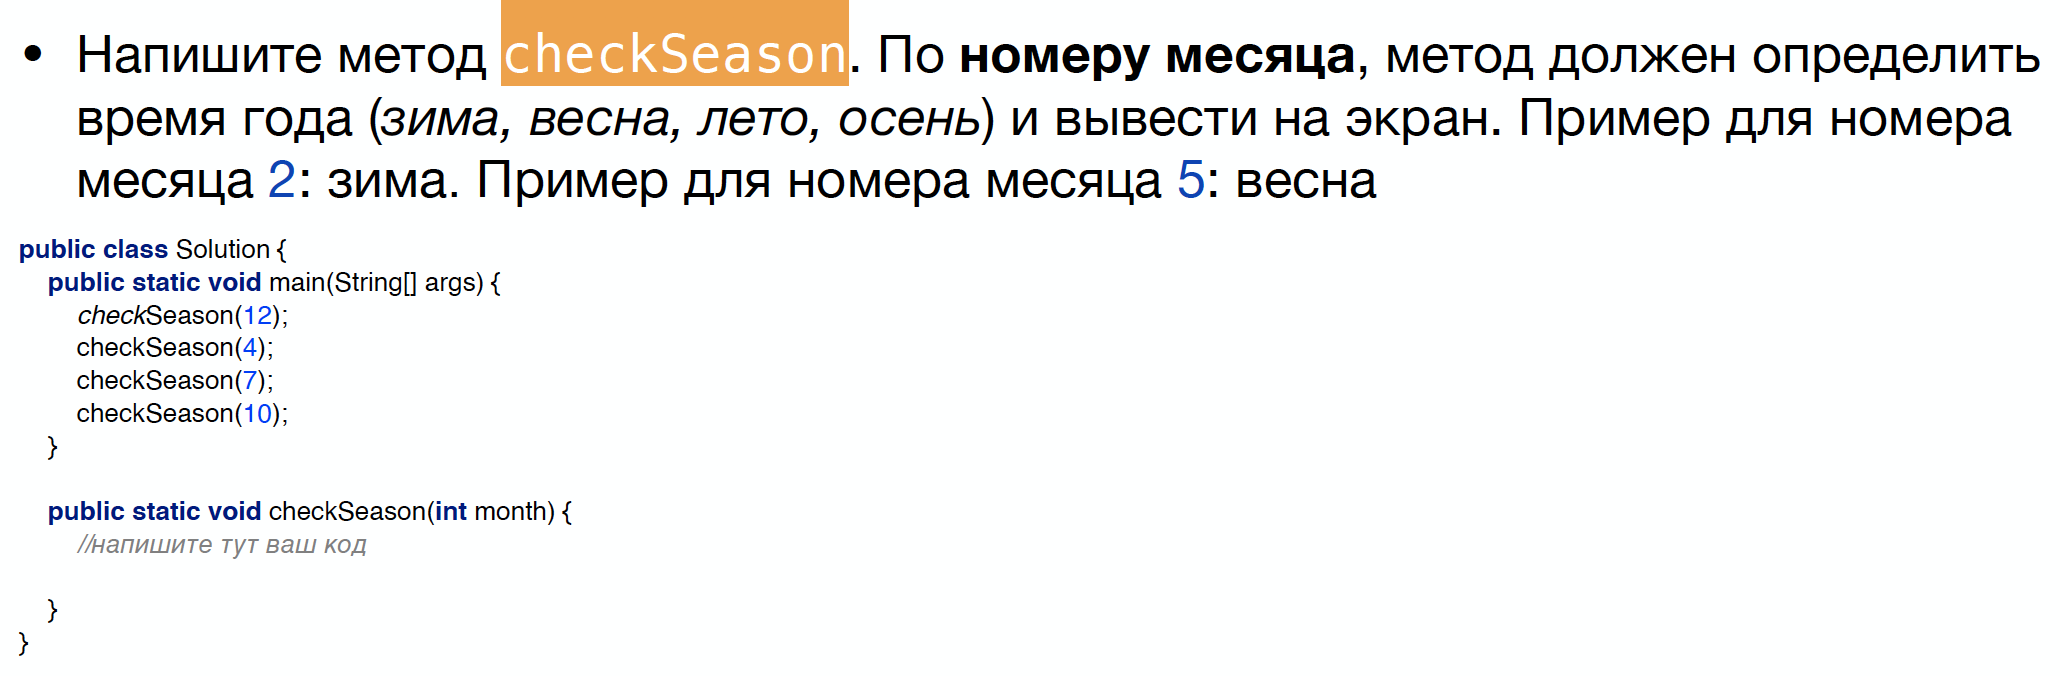 • Напишите метод checkSeason. По номеру месяца, метод должен определить
время года (зима, весна, лето, осень) и вывести на экран. Пример для номера
месяца 2: зима. Пример для номера месяца 5: весна
public class Solution {
public static void main(String[] args) {
checkSeason(12);
checkSeason(4);
checkSeason(7);
checkSeason(10);
}
public static void checkSeason(int month) {
//напишите тут ваш код
}
}